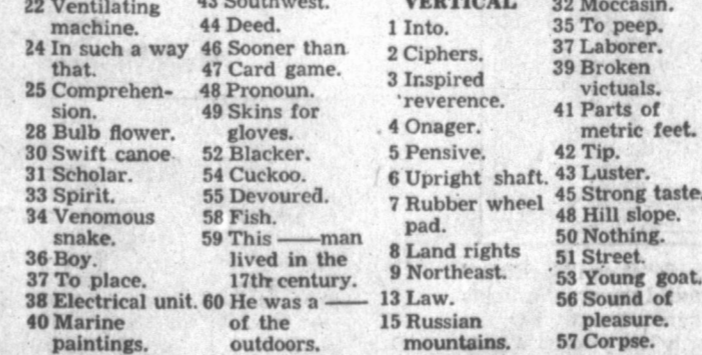 22 Ventilating
machine.
24 In such a way
that.
25 Comprehen-
sion.
28 Bulb flower.
30 Swift canoe
31 Scholar.
33 Spirit.
34 Venomous
snake.
36 Boy.
37 To place.
38 Electrical unit.
40 Marine
paintings.
43 Southwest.
44 Deed.
46 Sooner than
47 Card game.
48 Pronoun.
49 Skins for
gloves.
52 Blacker.
54 Cuckoo.
55 Devoured.
58 Fish.
59 This ——man
lived in the
17th century.
60 He was a ——
of the
outdoors.
VERTICAL
1 Into.
2 Ciphers.
3 Inspired
reverence.
4 Onager.
5 Pensive.
6 Upright shaft.
7 Rubber wheel
pad.
8 Land rights
9 Northeast.
13 Law.
15 Russian
mountains.
32 Moccasin.
35 To peep.
37 Laborer.
39 Broken
victuals.
41 Parts of
metric feet.
42 Tip.
43 Luster.
45 Strong taste.
48 Hill slope.
50 Nothing.
51 Street.
53 Young goat.
56 Sound of
pleasure.
57 Corpse.